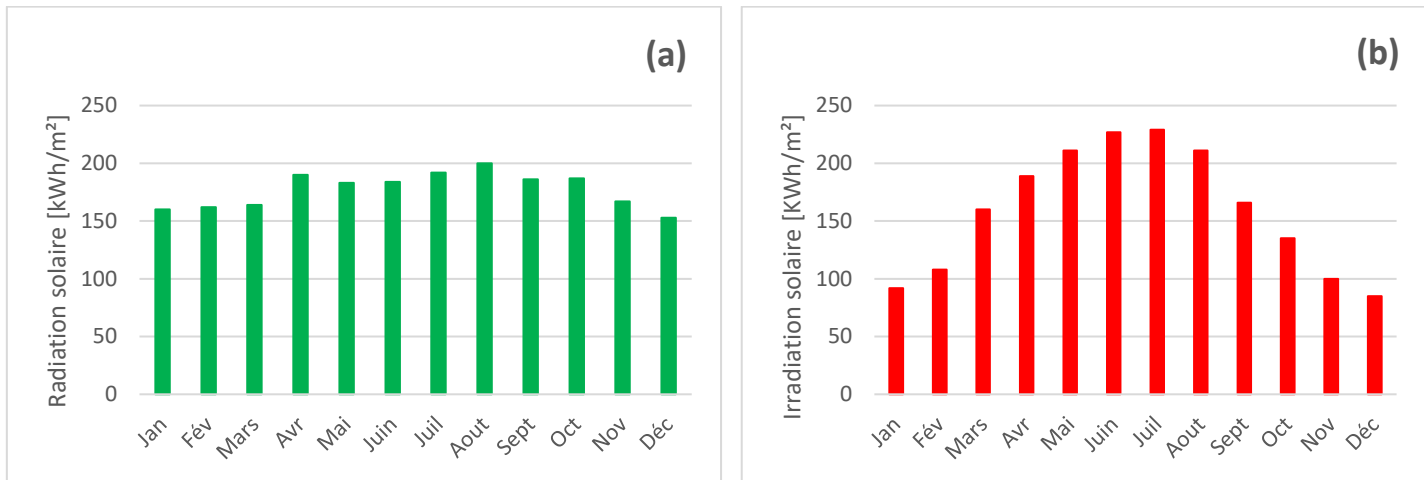 (a)
Radiation solaire [kWh/m²]
250
200
150
100
50
0
Jan
Fév
Mars
Avr
Mai
Juin
Juil
Aout
Sept
Oct
Nov
Déc
(b)
Irradiation solaire [KWh/m²]
250
200
150
100
50
0
Jan
Fév
Mars
Avr
Mai
Juin
Juil
Aout
Sept
Oct
Nov
Déc